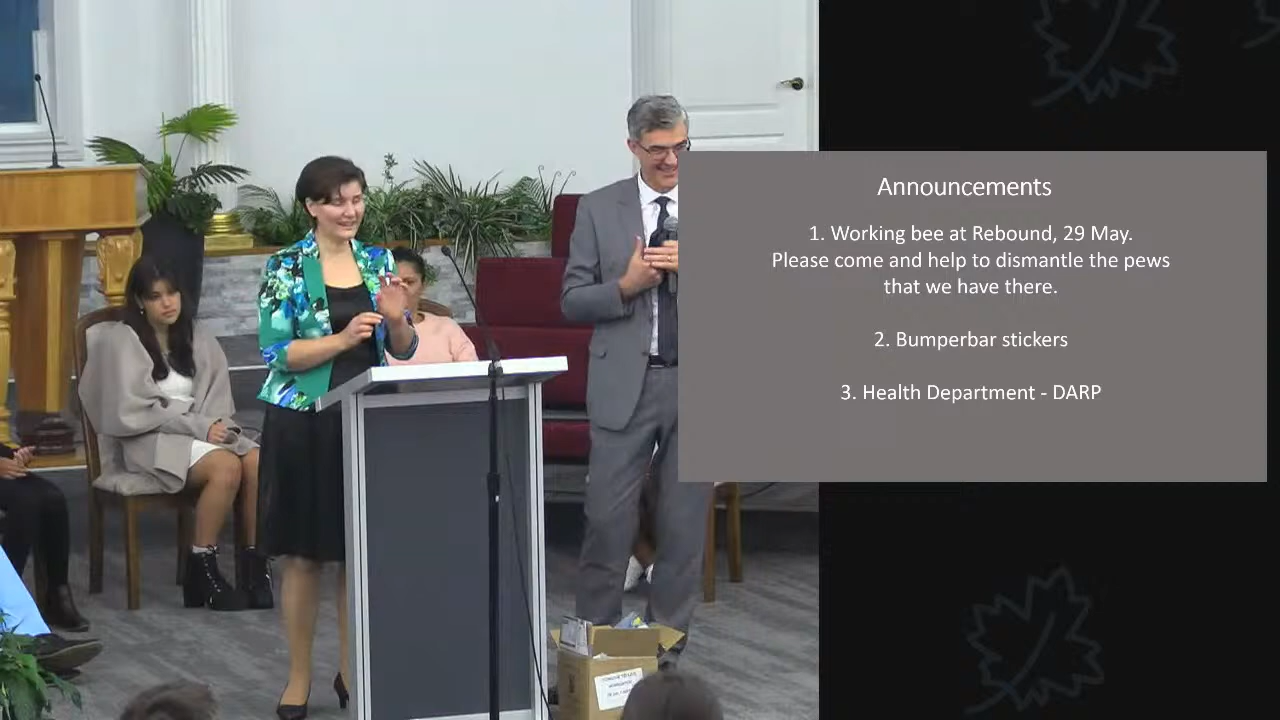 Announcements
1. Working bee at Rebound, 29 May.
Please come and help to dismantle the pews
that we have there.
2. Bumperbar stickers
3. Health Department - DARP